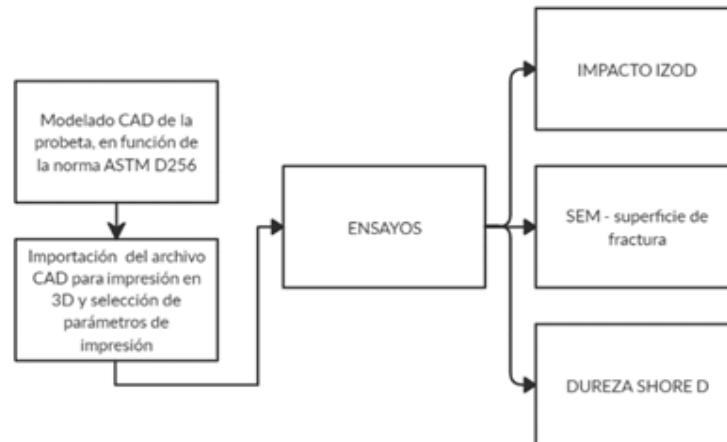 Modelado CAD de la
probeta, en función de
la norma ASTM D256
Importación del archivo
CAD para impresión en
3D y selección de
parámetros de
impresión
ENSAYOS
IMPACTO IZOD
SEM - superficie de
fractura
DUREZA SHORE D